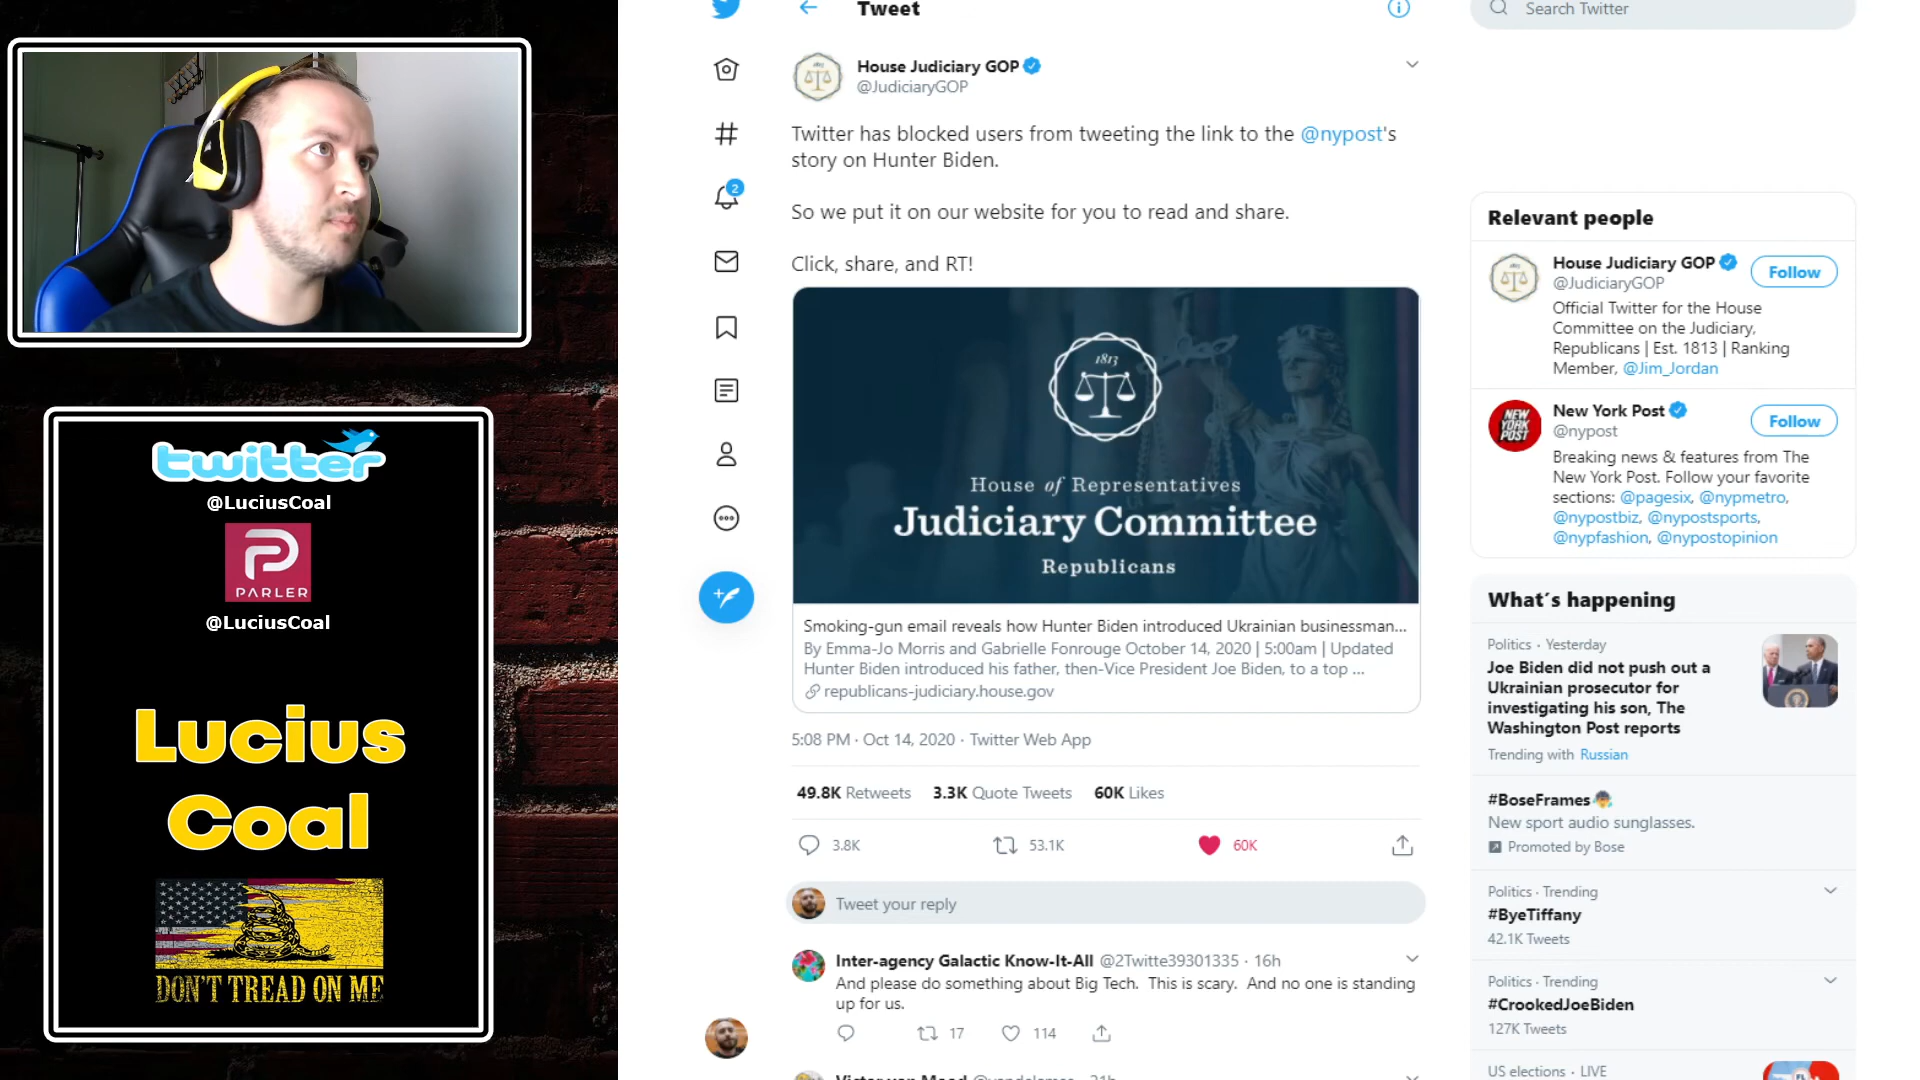 twitter
@LuciusCoal
PARLER
@LuciusCoal
Lucius
Coal
DON'T TREAD ON ME
2
Tweet
House Judiciary GOP
@JudiciaryGOP
Twitter has blocked users from tweeting the link to the @nypost's
story on Hunter Biden.
So we put it on our website for you to read and share.
Click, share, and RT!
1813
House of Representatives
Judiciary Committee
Republicans
Smoking-gun email reveals how Hunter Biden introduced Ukrainian businessman...
By Emma-Jo Morris and Gabrielle Fonrouge October 14, 2020 | 5:00am | Updated
Hunter Biden introduced his father, then-Vice President Joe Biden, to a top ...
republicans-judiciary.house.gov
5:08 PM · Oct 14, 2020 · Twitter Web App
49.8K Retweets 3.3K Quote Tweets 60K Likes
3.8K 53.1K 60K
Tweet your reply
Inter-agency Galactic Know-It-All @2Twitte39301335 · 16h
And please do something about Big Tech. This is scary. And no one is standing
up for us.
17 114
Search Twitter
Relevant people
House Judiciary GOP
@JudiciaryGOP
Follow
Official Twitter for the House
Committee on the Judiciary,
Republicans | Est. 1813 | Ranking
Member, @Jim_Jordan
NEW
YORK
POST
New York Post
@nypost
Follow
Breaking news & features from The
New York Post. Follow your favorite
sections: @pagesix, @nypmetro,
@nypostbiz, @nypostsports,
@nypfashion, @nypostopinion
What's happening
Politics · Yesterday
Joe Biden did not push out a
Ukrainian prosecutor for
investigating his son, The
Washington Post reports
Trending with Russian
#BoseFrames
New sport audio sunglasses.
Promoted by Bose
Politics · Trending
#ByeTiffany
42.1K Tweets
Politics · Trending
#CrookedJoeBiden
127K Tweets
US elections · LIVE